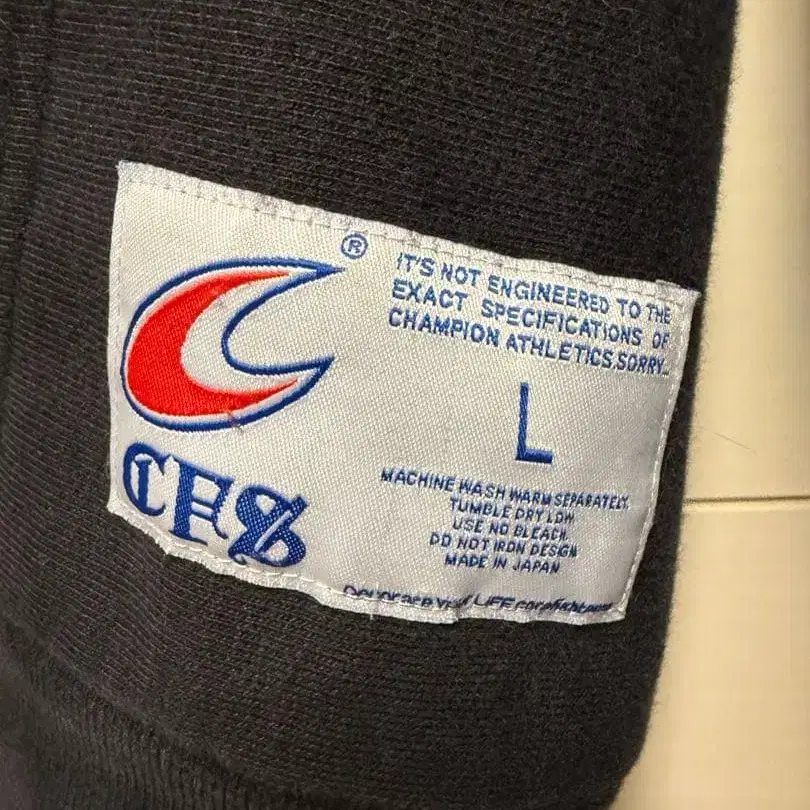 ®
IT'S NOT ENGINEERED TO THE
EXACT SPECIFICATIONS OF
CHAMPION ATHLETICS.SORRY...
L
CFS
MACHINE WASH WARM SEPARATELY.
TUMBLE DRY LOW
USE NO BLEACH.
DO NOT IRON DESIGN
MADE IN JAPAN
LIFE